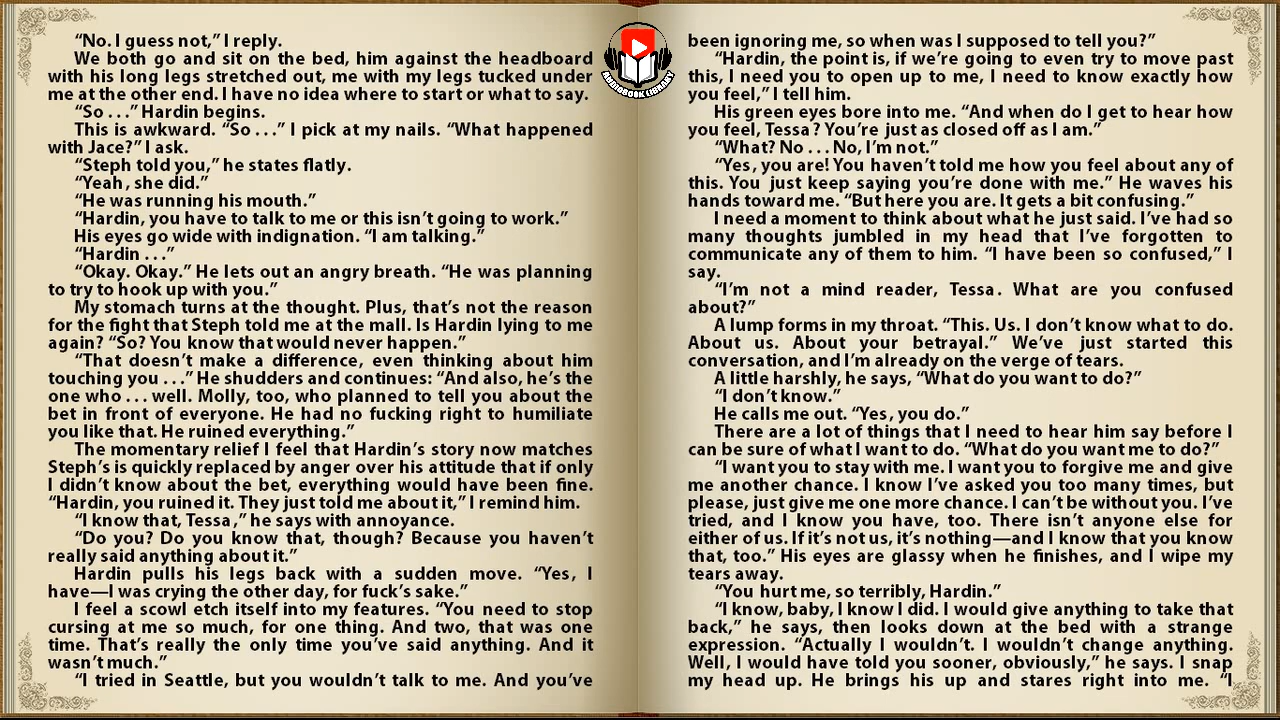 “No. I guess not,” I reply.
We both go and sit on the bed, him against the headboard
with his long legs stretched out, me with my legs tucked under
me at the other end. I have no idea where to start or what to say.
“So . . .” Hardin begins.
This is awkward. “So . . .” I pick at my nails. “What happened
with Jace?” I ask.
“Steph told you,” he states flatly.
“Yeah, she did.”
“He was running his mouth.”
“Hardin, you have to talk to me or this isn’t going to work.”
His eyes go wide with indignation. “I am talking.”
“Hardin . . .”
“Okay. Okay.” He lets out an angry breath. “He was planning
to try to hook up with you.”
My stomach turns at the thought. Plus, that’s not the reason
for the fight that Steph told me at the mall. Is Hardin lying to me
again? “So? You know that would never happen.”
“That doesn’t make a difference, even thinking about him
touching you . . .” He shudders and continues: “And also, he’s the
one who . . . well. Molly, too, who planned to tell you about the
bet in front of everyone. He had no fucking right to humiliate
you like that. He ruined everything.”
The momentary relief I feel that Hardin’s story now matches
Steph’s is quickly replaced by anger over his attitude that if only
I didn’t know about the bet, everything would have been fine.
“Hardin, you ruined it. They just told me about it,” I remind him.
“I know that, Tessa,” he says with annoyance.
“Do you? Do you know that, though? Because you haven’t
really said anything about it.”
Hardin pulls his legs back with a sudden move. “Yes, I
have—I was crying the other day, for fuck’s sake.”
I feel a scowl etch itself into my features. “You need to stop
cursing at me so much, for one thing. And two, that was one
time. That’s really the only time you’ve said anything. And it
wasn’t much.”
“I tried in Seattle, but you wouldn’t talk to me. And you’ve
AUDIOBOOK LIBRARY
been ignoring me, so when was I supposed to tell you?”
“Hardin, the point is, if we’re going to even try to move past
this, I need you to open up to me, I need to know exactly how
you feel,” I tell him.
His green eyes bore into me. “And when do I get to hear how
you feel, Tessa? You’re just as closed off as I am.”
“What? No . . . No, I’m not.”
“Yes, you are! You haven’t told me how you feel about any of
this. You just keep saying you’re done with me.” He waves his
hands toward me. “But here you are. It gets a bit confusing.”
I need a moment to think about what he just said. I’ve had so
many thoughts jumbled in my head that I’ve forgotten to
communicate any of them to him. “I have been so confused,” I
say.
“I’m not a mind reader, Tessa. What are you confused
about?”
A lump forms in my throat. “This. Us. I don’t know what to do.
About us. About your betrayal.” We’ve just started this
conversation, and I’m already on the verge of tears.
A little harshly, he says, “What do you want to do?”
“I don’t know.”
He calls me out. “Yes, you do.”
There are a lot of things that I need to hear him say before I
can be sure of what I want to do. “What do you want me to do?”
“I want you to stay with me. I want you to forgive me and give
me another chance. I know I’ve asked you too many times, but
please, just give me one more chance. I can’t be without you. I’ve
tried, and I know you have, too. There isn’t anyone else for
either of us. If it’s not us, it’s nothing—and I know that you know
that, too.” His eyes are glassy when he finishes, and I wipe my
tears away.
“You hurt me, so terribly, Hardin.”
“I know, baby, I know I did. I would give anything to take that
back,” he says, then looks down at the bed with a strange
expression. “Actually I wouldn’t. I wouldn’t change anything.
Well, I would have told you sooner, obviously,” he says. I snap
my head up. He brings his up and stares right into me. “I